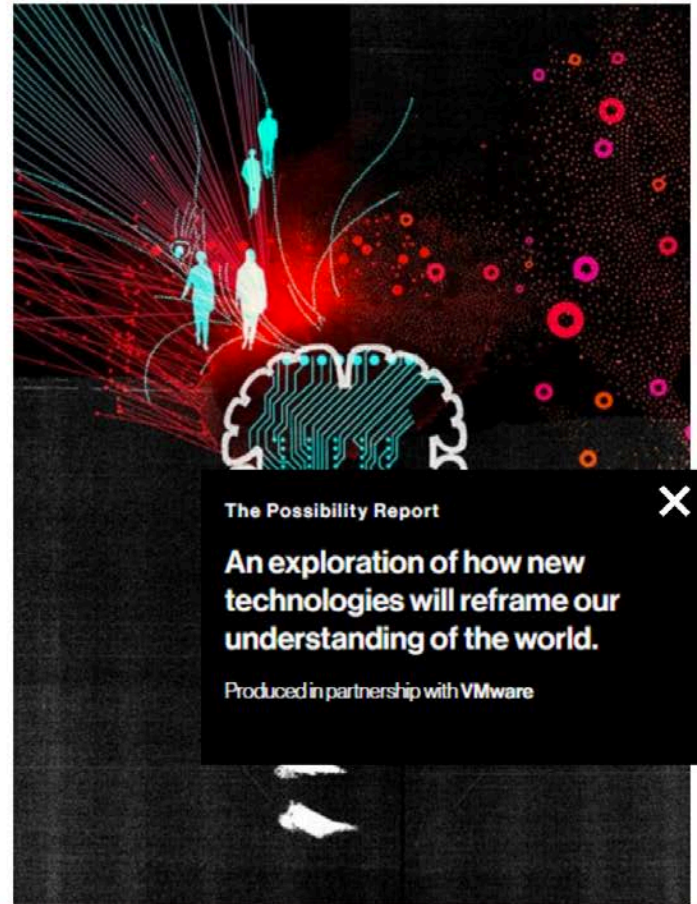 The Possibility Report
An exploration of how new
technologies will reframe our
understanding of the world.
Produced in partnership with VMware